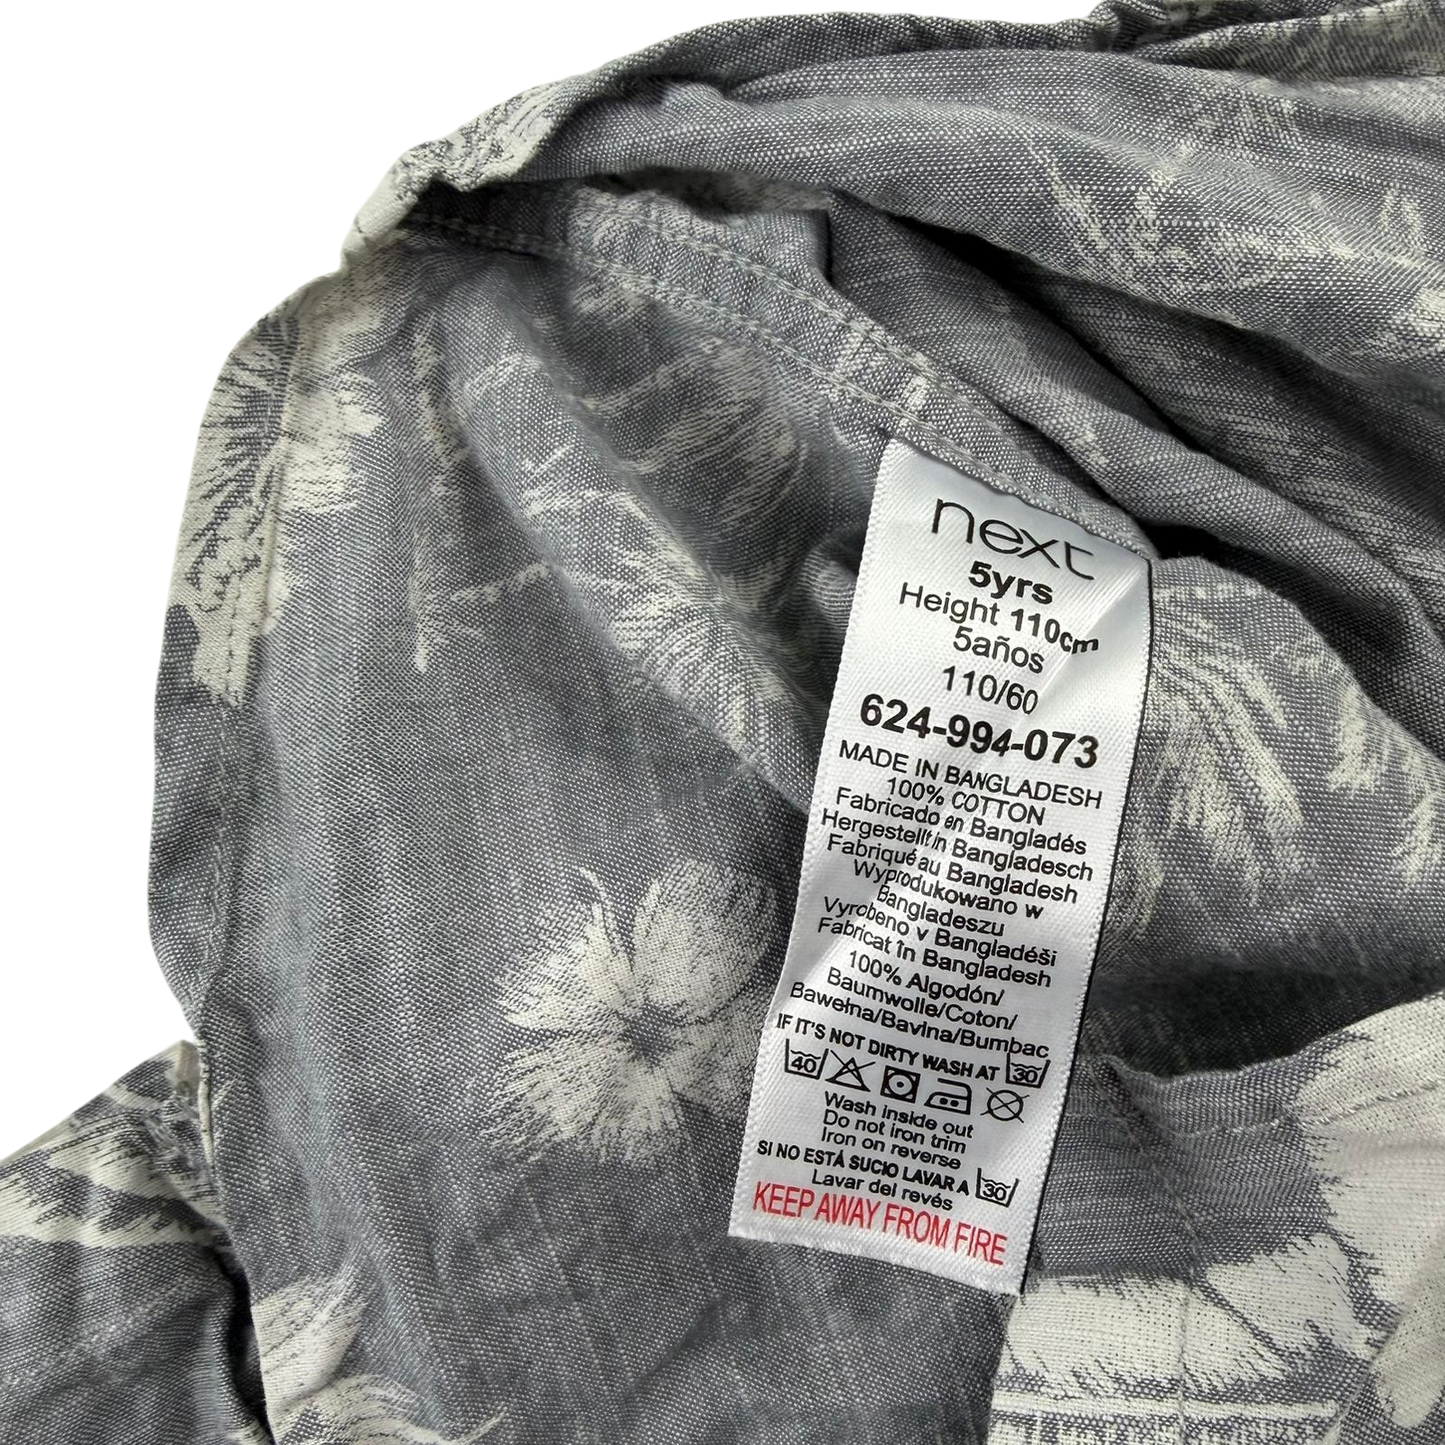 next
5yrs
Height 110cm
5años
110/60
624-994-073
MADE IN BANGLADESH
100% COTTON
Fabricado en Bangladés
Hergestellt in Bangladesch
Fabriqué au Bangladesh
Wyprodukowano w
Bangladeszu
Vyrobeno v Bangladéši
Fabricat în Bangladesh
100% Algodón/
Baumwolle/Coton/
Bawełna/Bavlna/Bumbac
IF IT'S NOT DIRTY WASH AT 30
40
Wash inside out
Do not iron trim
Iron on reverse
SI NO ESTÁ SUCIO LAVAR A 30
Lavar del revés
KEEP AWAY FROM FIRE